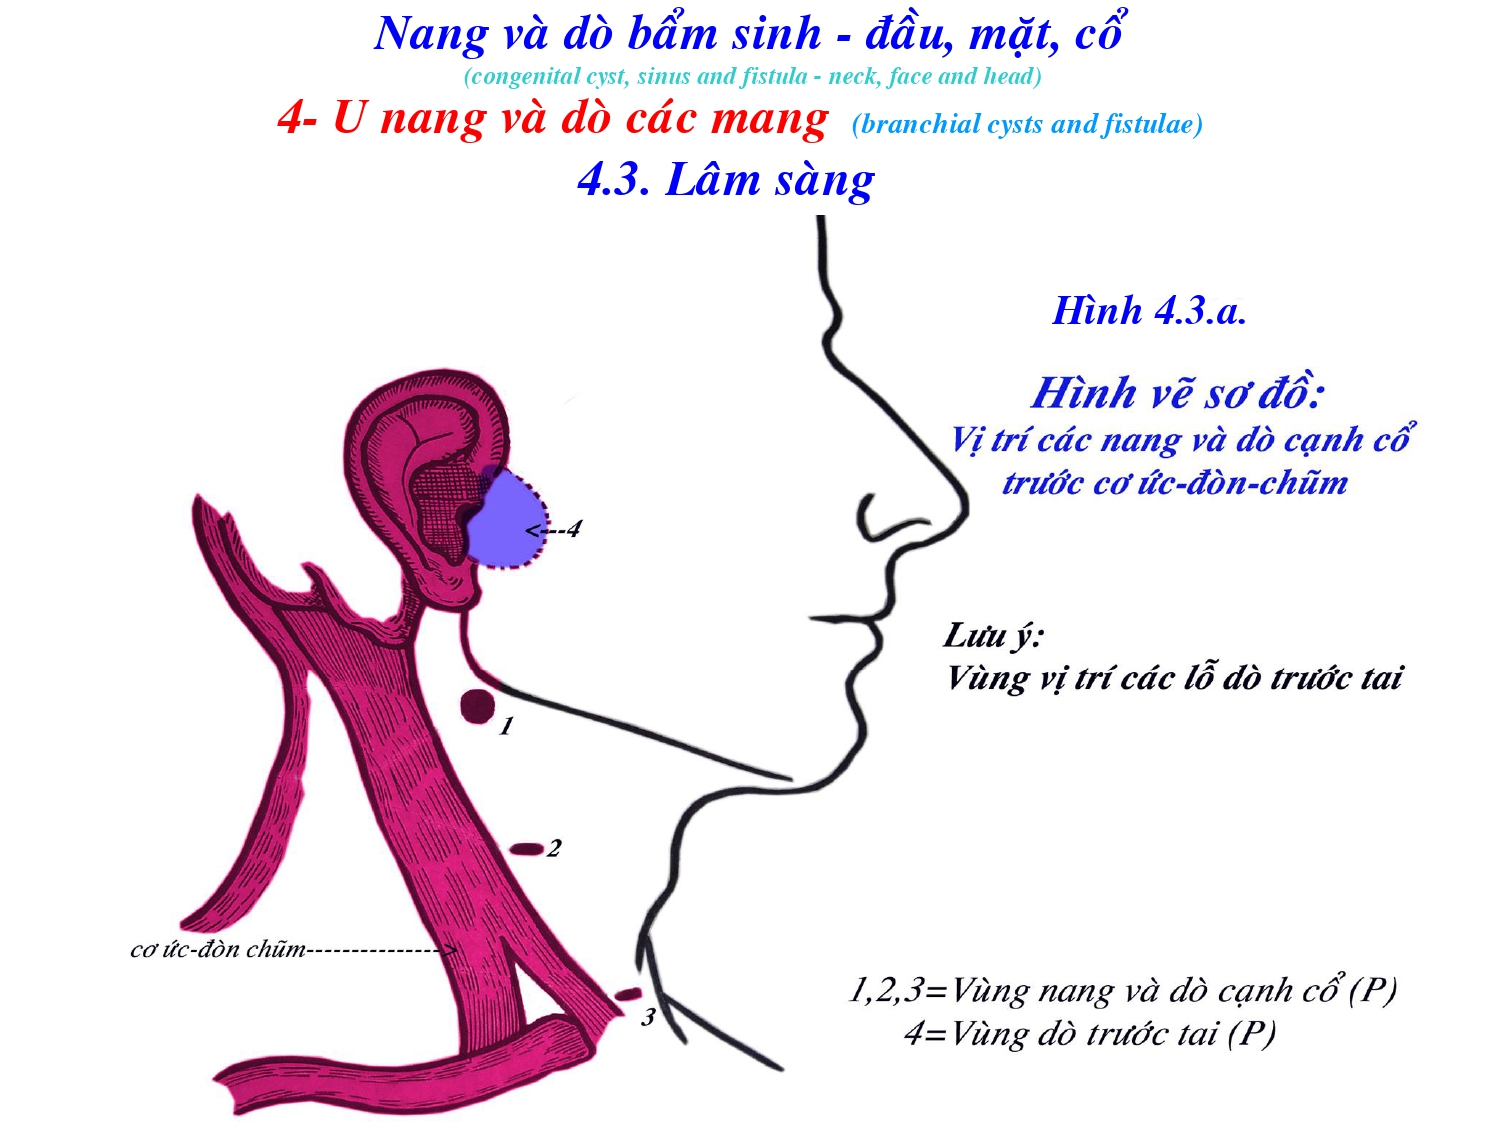 Nang và dò bẩm sinh - đầu, mặt, cổ
(congenital cyst, sinus and fistula - neck, face and head)
4- U nang và dò các mang (branchial cysts and fistulae)
4.3. Lâm sàng
Hình 4.3.a.
Hình vẽ sơ đồ:
Vị trí các nang và dò cạnh cổ
trước cơ ức-đòn-chũm
<---4
Lưu ý:
Vùng vị trí các lỗ dò trước tai
1
2
cơ ức-đòn chũm--------------->
3
1,2,3=Vùng nang và dò cạnh cổ (P)
4=Vùng dò trước tai (P)